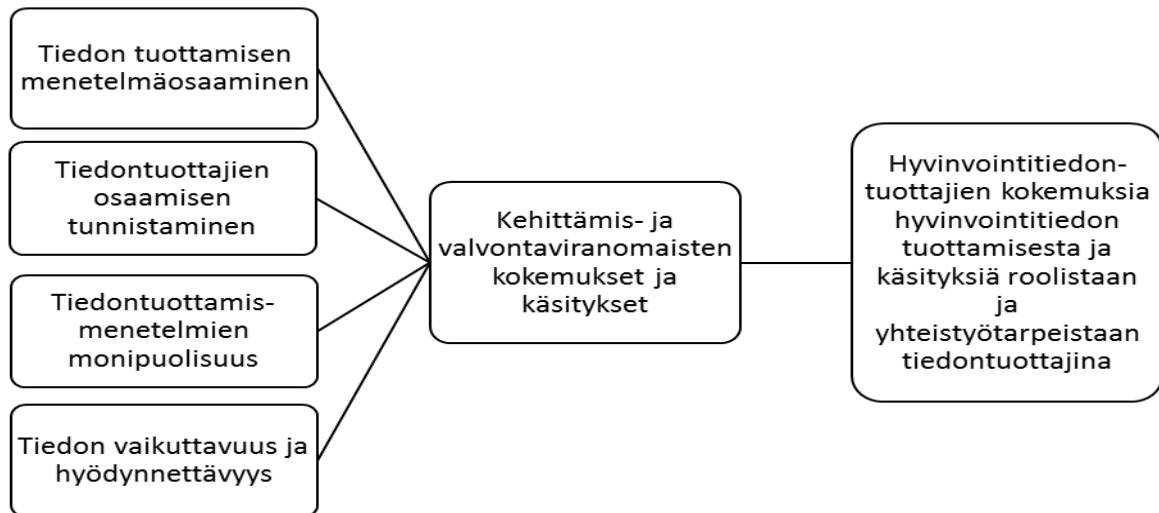 Tiedon tuottamisen
menetelmäosaaminen
Tiedontuottajien
osaamisen
tunnistaminen
Tiedontuottamis-
menetelmien
monipuolisuus
Tiedon vaikuttavuus ja
hyödynnettävyys
Kehittämis- ja
valvontaviranomaisten
kokemukset ja
käsitykset
Hyvinvointitiedon-
tuottajien kokemuksia
hyvinvointitiedon
tuottamisesta ja
käsityksiä roolistaan
ja
yhteistyötarpeistaan
tiedontuottajina